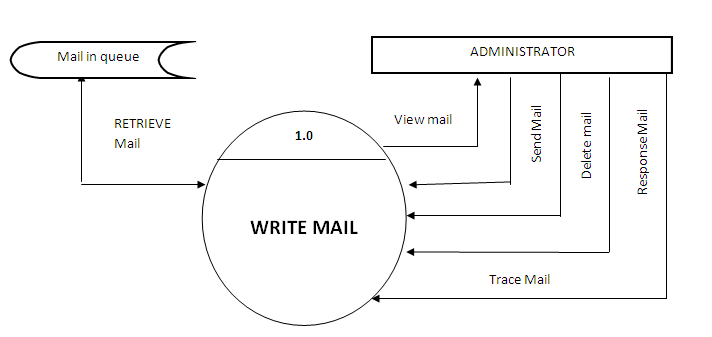 Mail in queue
ADMINISTRATOR
RETRIEVE
Mail
1.0
View mail
Send Mail
Delete mail
Response Mail
WRITE MAIL
Trace Mail